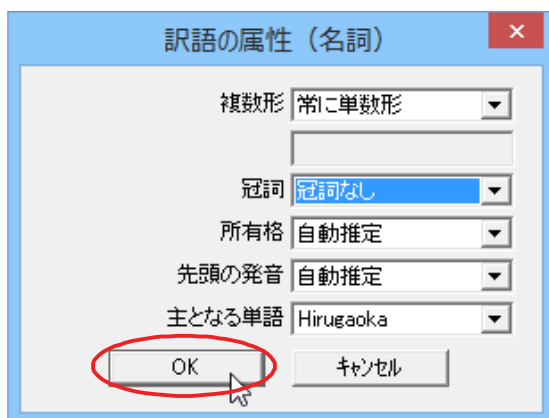 訳語の属性（名詞）
複数形 常に単数形
冠詞 冠詞なし
所有格 自動推定
先頭の発音 自動推定
主となる単語 Hirugaoka
OK キャンセル